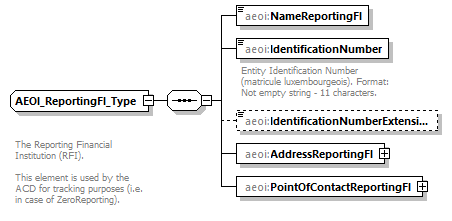 aeoi:NameReportingFI
aeoi:IdentificationNumber
Entity Identification Number
(matricule luxembourgeois). Format:
Not empty string - 11 characters.
AEOI_ReportingFI_Type
The Reporting Financial
Institution (RFI).
This element is used by the
ACD for tracking purposes (i.e.
in case of ZeroReporting).
aeoi:IdentificationNumberExtensi...
aeoi:AddressReportingFI
aeoi:PointOfContactReportingFI